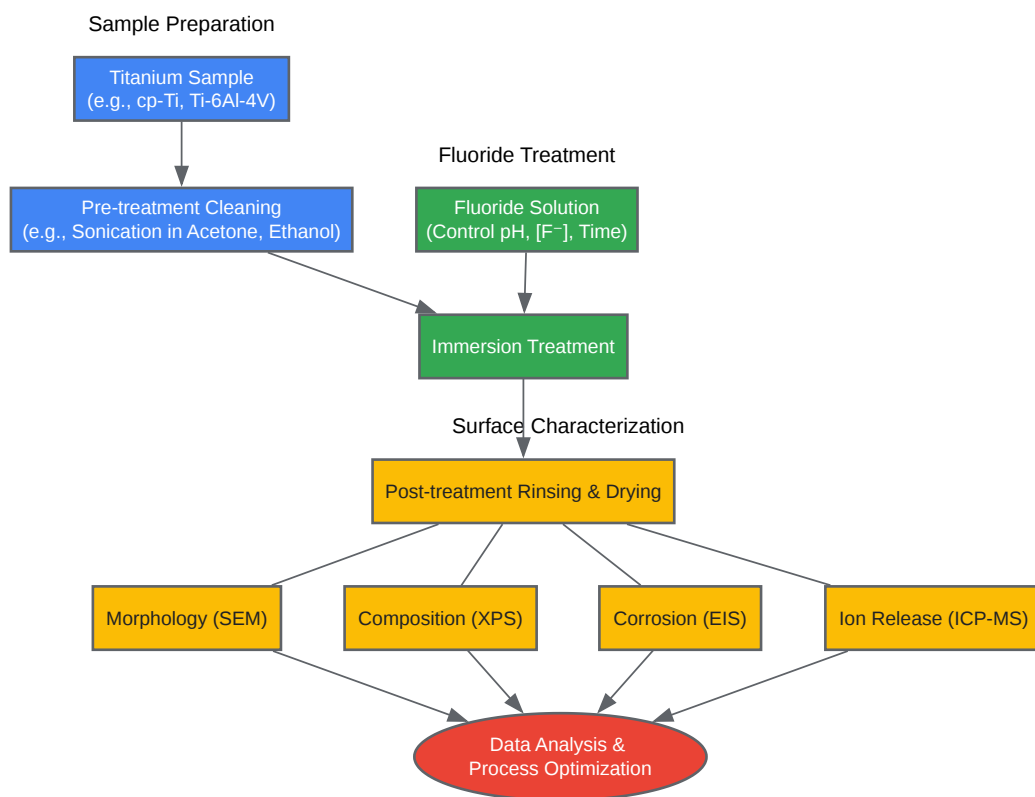 Sample Preparation
Titanium Sample
(e.g., cp-Ti, Ti-6Al-4V)
Fluoride Treatment
Pre-treatment Cleaning
(e.g., Sonication in Acetone, Ethanol)
Fluoride Solution
(Control pH, [F⁻], Time)
Immersion Treatment
Surface Characterization
Post-treatment Rinsing & Drying
Morphology (SEM)
Composition (XPS)
Corrosion (EIS)
Ion Release (ICP-MS)
Data Analysis &
Process Optimization